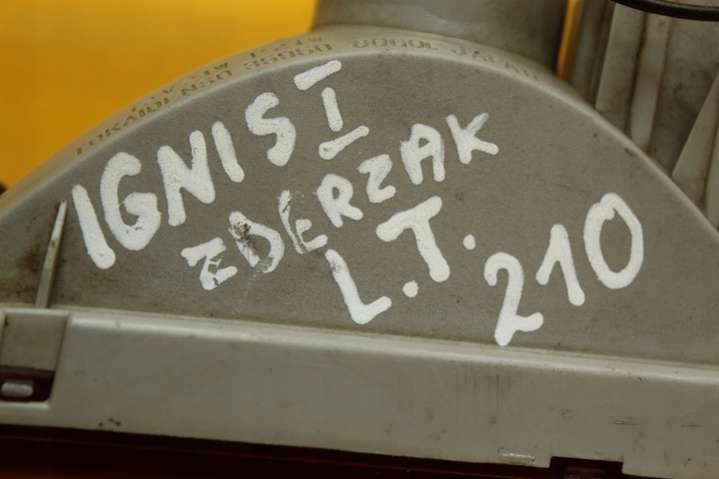 IGNIS I
ZDERZAK
L.T. 210